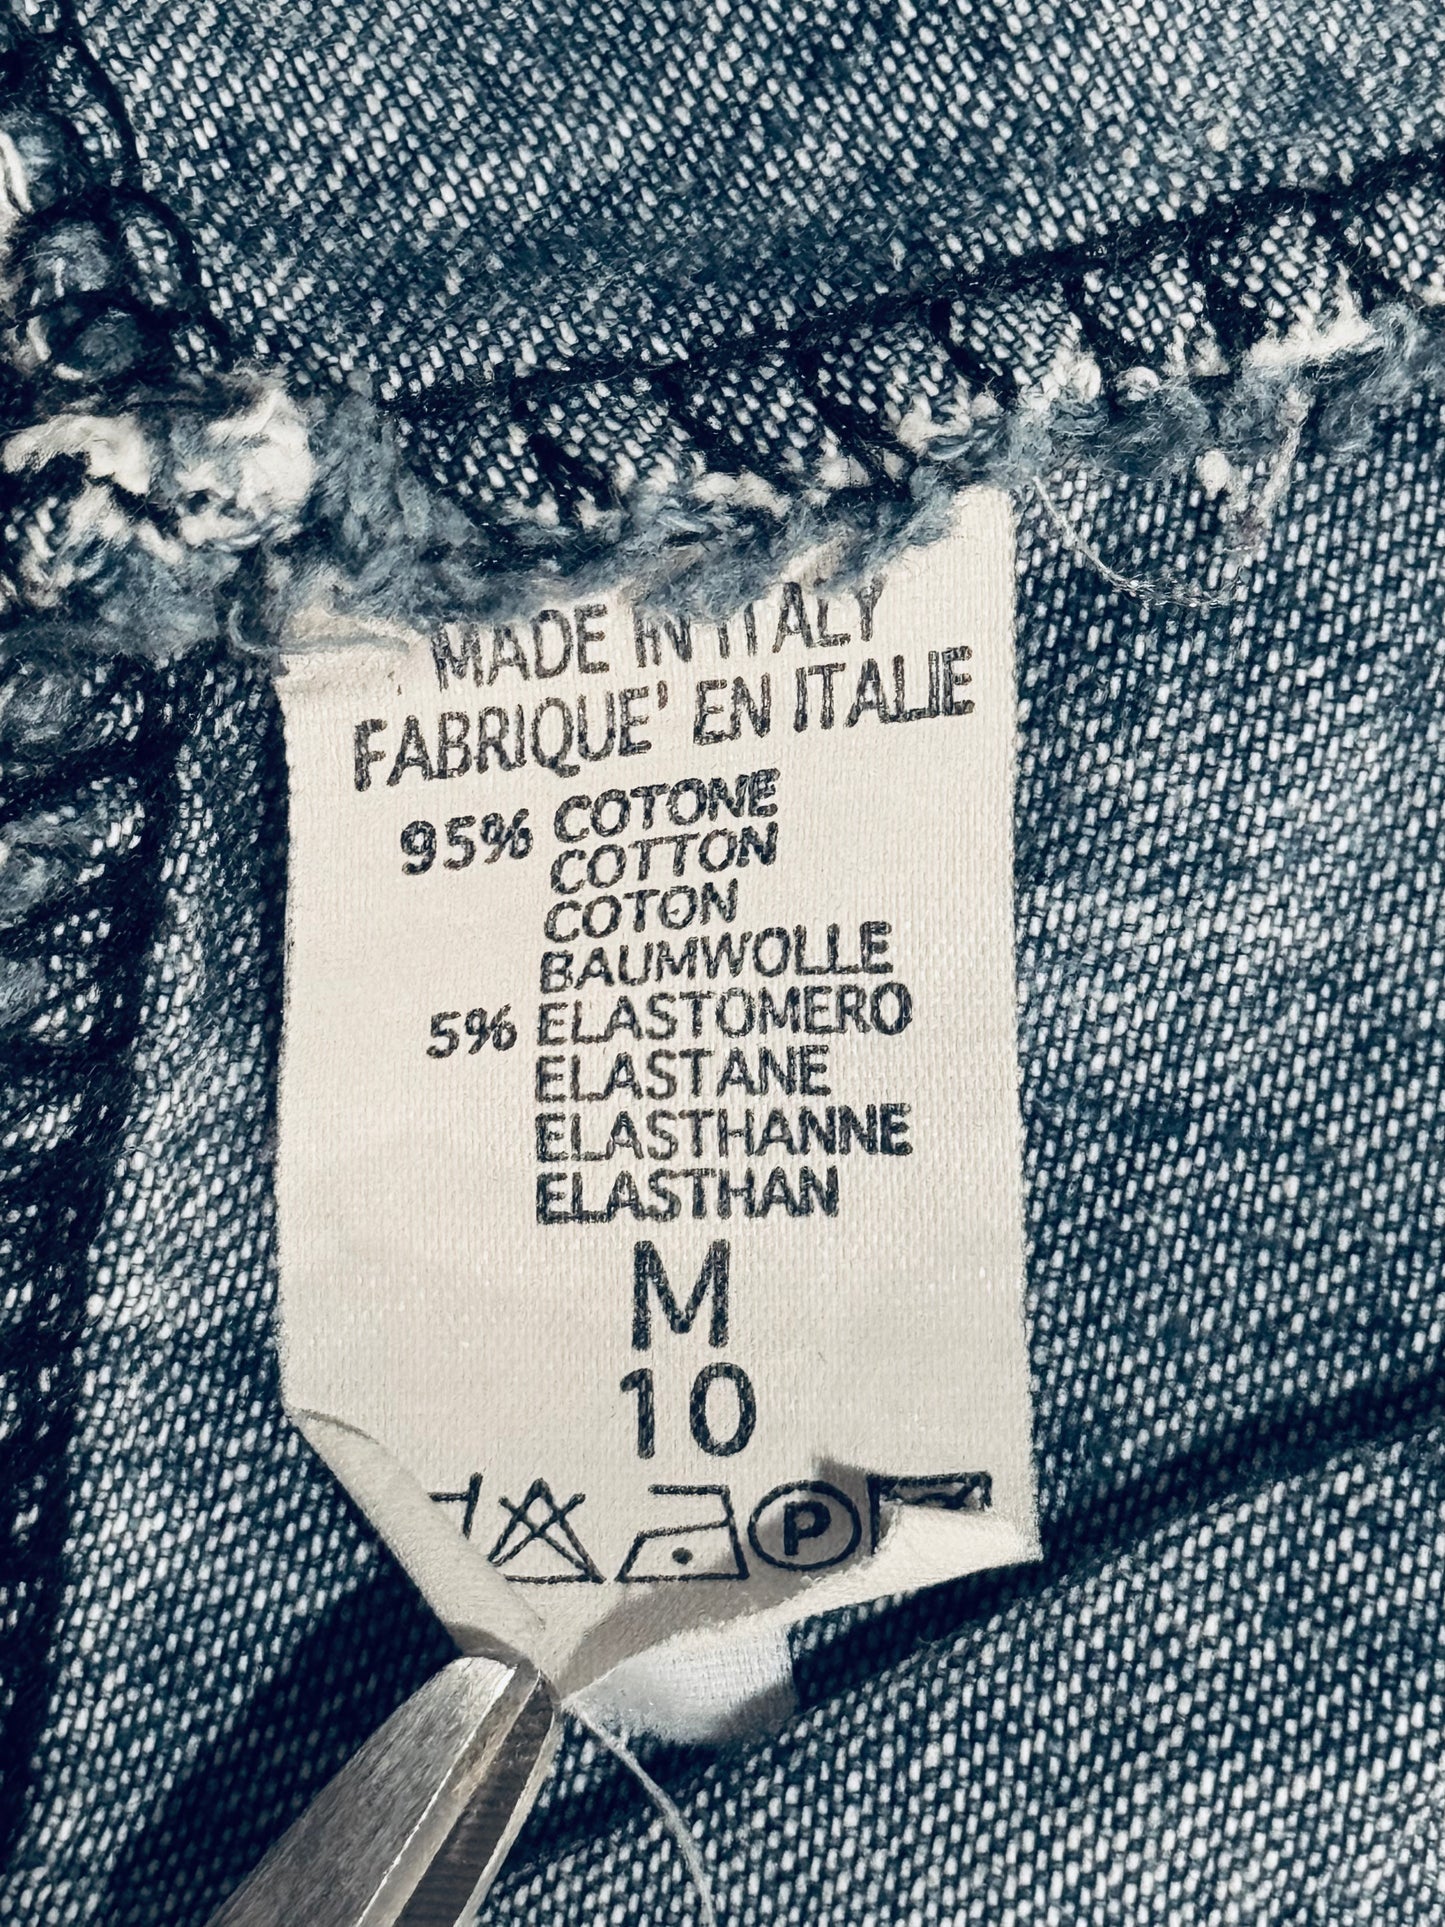 MADE IN ITALY
FABRIQUE' EN ITALIE
95% COTONE
COTTON
COTON
BAUMWOLLE
5% ELASTOMERO
ELASTANE
ELASTHANNE
ELASTHAN
M
10
P